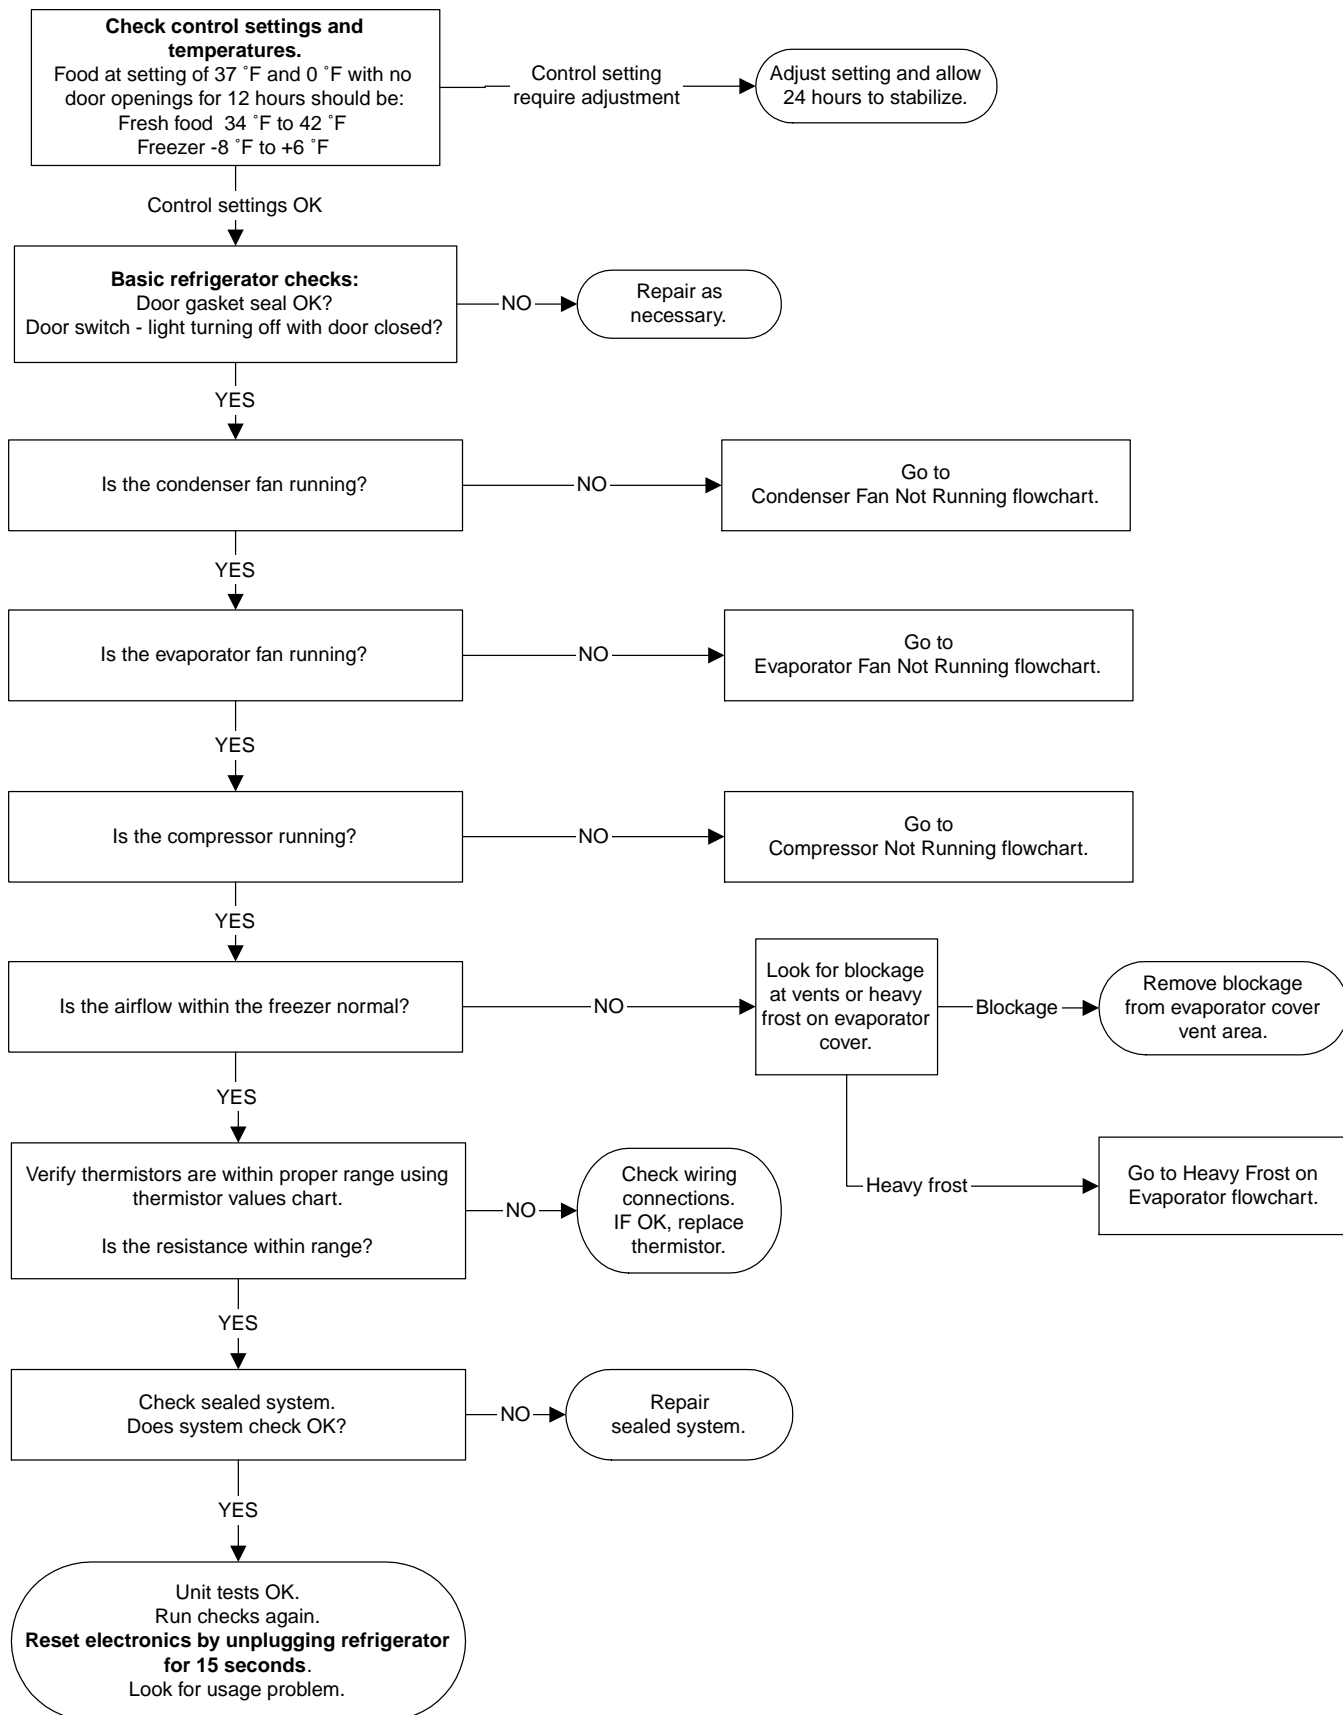 Check control settings and
temperatures.
Food at setting of 37 ˚F and 0 ˚F with no
door openings for 12 hours should be:
Fresh food  34 ˚F to 42 ˚F
Freezer -8 ˚F to +6 ˚F
Control setting
require adjustment
Adjust setting and allow
24 hours to stabilize.
Control settings OK
Basic refrigerator checks:
Door gasket seal OK?
Door switch - light turning off with door closed?
NO
Repair as
necessary.
YES
Is the condenser fan running?
NO
Go to
Condenser Fan Not Running flowchart.
YES
Is the evaporator fan running?
NO
Go to
Evaporator Fan Not Running flowchart.
YES
Is the compressor running?
NO
Go to
Compressor Not Running flowchart.
YES
Is the airflow within the freezer normal?
NO
Look for blockage
at vents or heavy
frost on evaporator
cover.
Blockage
Remove blockage
from evaporator cover
vent area.
Heavy frost
Go to Heavy Frost on
Evaporator flowchart.
YES
Verify thermistors are within proper range using
thermistor values chart.
Is the resistance within range?
NO
Check wiring
connections.
IF OK, replace
thermistor.
YES
Check sealed system.
Does system check OK?
NO
Repair
sealed system.
YES
Unit tests OK.
Run checks again.
Reset electronics by unplugging refrigerator
for 15 seconds.
Look for usage problem.